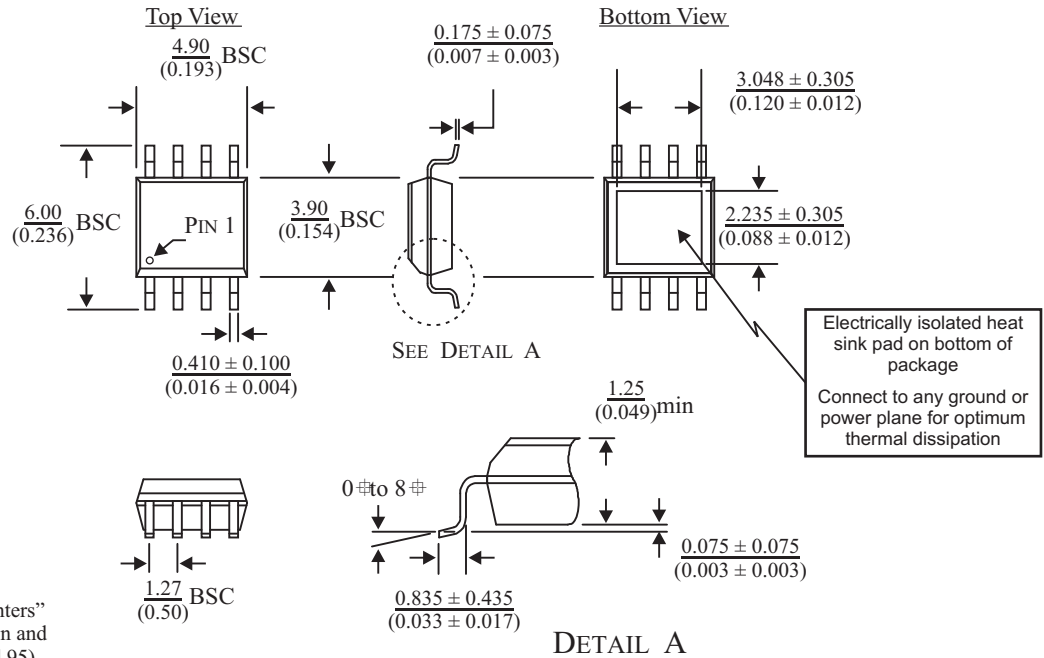 Top View
4.90
(0.193) BSC
0.175 ± 0.075
(0.007 ± 0.003)
Bottom View
3.048 ± 0.305
(0.120 ± 0.012)
6.00
(0.236) BSC
PIN 1
3.90
(0.154) BSC
2.235 ± 0.305
(0.088 ± 0.012)
0.410 ± 0.100
(0.016 ± 0.004)
SEE DETAIL A
Electrically isolated heat
sink pad on bottom of
package
Connect to any ground or
power plane for optimum
thermal dissipation
1.25
(0.049) min
0 ⌗ to 8 ⌗
0.075 ± 0.075
(0.003 ± 0.003)
1.27
(0.50) BSC
0.835 ± 0.435
(0.033 ± 0.017)
DETAIL A
nters”
n and